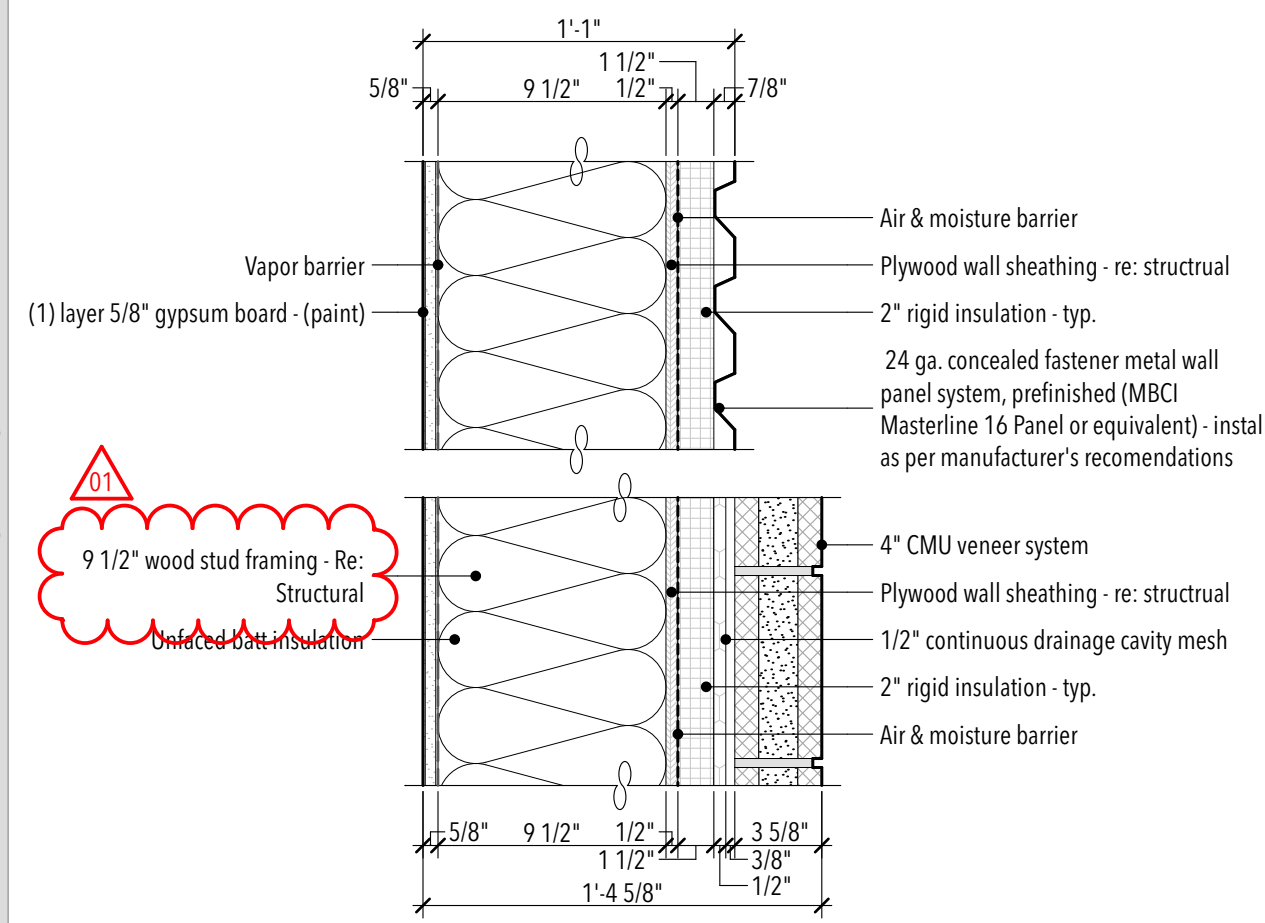 1'-1"
1 1/2"
5/8"
9 1/2"
1/2"
7/8"
Air & moisture barrier
Vapor barrier
Plywood wall sheathing - re: structrual
(1) layer 5/8" gypsum board - (paint)
2" rigid insulation - typ.
24 ga. concealed fastener metal wall
panel system, prefinished (MBCI
Masterline 16 Panel or equivalent) - instal
as per manufacturer's recomendations
01
9 1/2" wood stud framing - Re:
Structural
Unfaced batt insulation
4" CMU veneer system
Plywood wall sheathing - re: structrual
1/2" continuous drainage cavity mesh
2" rigid insulation - typ.
Air & moisture barrier
5/8"
9 1/2"
1/2"
3 5/8"
1 1/2"
3/8"
1/2"
1'-4 5/8"